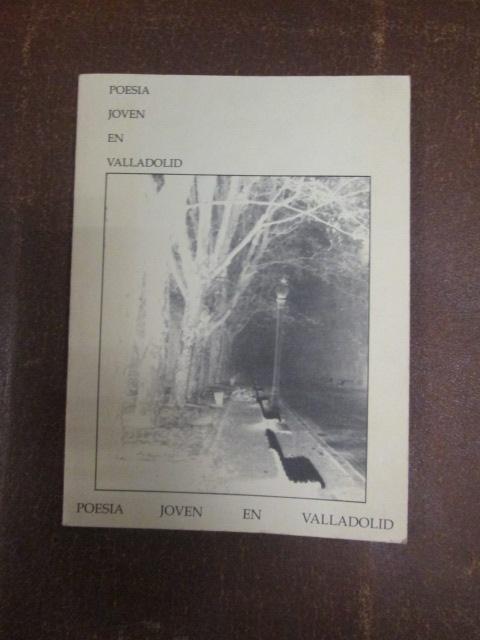 POESIA
JOVEN
EN
VALLADOLID
POESIA JOVEN EN VALLADOLID